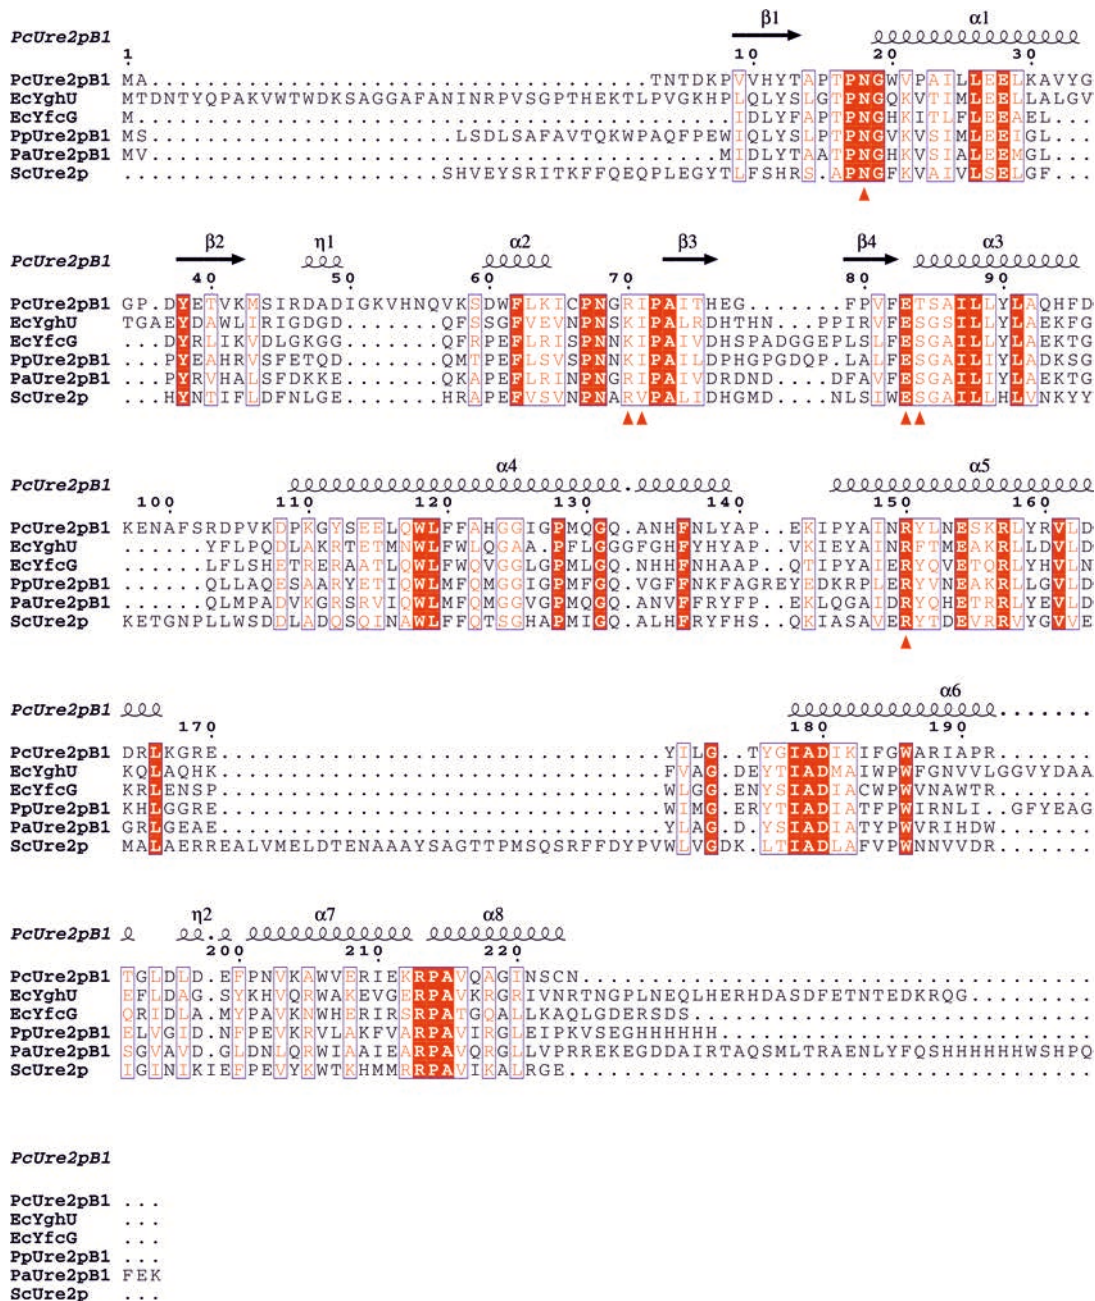 β1 α1
PcUre2pB1
1 10 20 30
PcUre2pB1 MA......................................TNTDKPVVHYTAPTPNGWVPAILLEELKAVYG
EcYghU MTDNTYQPAKVWTWDKSAGGAFANINRPVSGPTHEKTLPVGKHPLQLYSLGTPNGQKVTIMLEELLALGV
EcYfcG M..........................................IDLYFAPTPNGHKITLFLEEAEL...
PpUre2pB1 MS......................LSDLSAFAVTQKWPAQFPEWIQLYSLPTPNGVKVSIMLEEIGL...
PaUre2pB1 MV.........................................MIDLYTAATPNGHKVSIALEEMGL...
ScUre2p .......................SHVEYSRITKFFQEQPLEGYTLFSHRSAPNGFKVAIVLSELGF...
β2 η1 α2 β3 β4 α3
PcUre2pB1
40 50 60 70 80 90
PcUre2pB1 GP.DYETVKMSIRDADIGKVHNQVKSDWFLKICPNGRIPAITHEG.......FPVFETSAILLYLAQHFD
EcYghU TGAEYDAWLIRIGDGD.......QFSSGFVEVNPNSKIPALRDHTHN...PPIRVFESGSILLYLAEKFG
EcYfcG ...DYRLIKVDLGKGG.......QFRPEFLRISPNNKIPAIVDHSPADGGEPLSLFESGAILLYLAEKTG
PpUre2pB1 ...PYEAHRVSFETQD.......QMTPEFLSVSPNNKIPAILDPHGPGDQP.LALFESGAILIYLADKSG
PaUre2pB1 ...PYRVHALSFDKKE.......QKAPEFLRINPNGRIPAIVDRDND....DFAVFESGAILIYLAEKTG
ScUre2p ...HYNTIFLDFNLGE.......HRAPEFVSVNPNARVPALIDHGMD....NLSIWESGAILLHLVNKYY
α4 α5
PcUre2pB1
100 110 120 130 140 150 160
PcUre2pB1 KENAFSRDPVKDPKGYSEELQWLFFAHGGIGPMQGQ.ANHFNLYAP..EKIPYAINRYLNESKRLYRVLD
EcYghU ......YFLPQDLAKRTETMNWLFWLQGAA.PFLGGGFGHFYHYAP..VKIEYAINRFTMEAKRLLDVLD
EcYfcG ......LFLSHETRERAATLQWLFWQVGGLGPMLGQ.NHHFNHAAP..QTIPYAIERYQVETQRLYHVLN
PpUre2pB1 ......QLLAQESAARYETIQWLMFQMGGIGPMFGQ.VGFFNKFAGREYEDKRPLERYVNEAKRLLGVLD
PaUre2pB1 ......QLMPADVKGRSRVIQWLMFQMGGVGPMQGQ.ANVFFRYFP..EKLQGAIDRYQHETRRLYEVLD
ScUre2p KETGNPLLWSDDLADQSQINAWLFFQTSGHAPMIGQ.ALHFRYFHS..QKIASAVERYTDEVRRVYGVVE
α6
PcUre2pB1
170 180 190
PcUre2pB1 DRLKGRE................................YILG..TYGIADIKIFGWARIAPR.......
EcYghU KQLAQHK................................FVAG.DEYTIADMAIWPWFGNVVLGGVYDAA
EcYfcG KRLENSP................................WLGG.ENYSIADIACWPWVNAWTR.......
PpUre2pB1 KHLGGRE................................WIMG.ERYTIADIATFPWIRNLI..GFYEAG
PaUre2pB1 GRLGEAE................................YLAG.D.YSIADIATYPWVRIHDW.......
ScUre2p MALAERREALVMELDTENAAAYSAGTTPMSQSRFFDYPVWLVGDK.LTIADLAFVPWNNVVDR.......
η2 α7 α8
PcUre2pB1
200 210 220
PcUre2pB1 TGLDLD.EFPNVKAWVERIEKRPAVQAGINSCN.....................................
EcYghU EFLDAG.SYKHVQRWAKEVGERPAVKRGRIVNRTNGPLNEQLHERHDASDFETNTEDKRQG.........
EcYfcG QRIDLA.MYPAVKNWHERIRSRPATGQALLKAQLGDERSDS.............................
PpUre2pB1 ELVGID.NFPEVKRVLAKFVARPAVIRGLEIPKVSEGHHHHHH...........................
PaUre2pB1 SGVAVD.GLDNLQRWIAAIEARPAVQRGLLVPRREKEGDDAIRTAQSMLTRAENLYFQSHHHHHHWSHPQ
ScUre2p IGINIKIEFPEVYKWTKHMMRRPAVIKALRGE......................................
PcUre2pB1
PcUre2pB1 ...
EcYghU ...
EcYfcG ...
PpUre2pB1 ...
PaUre2pB1 FEK
ScUre2p ...